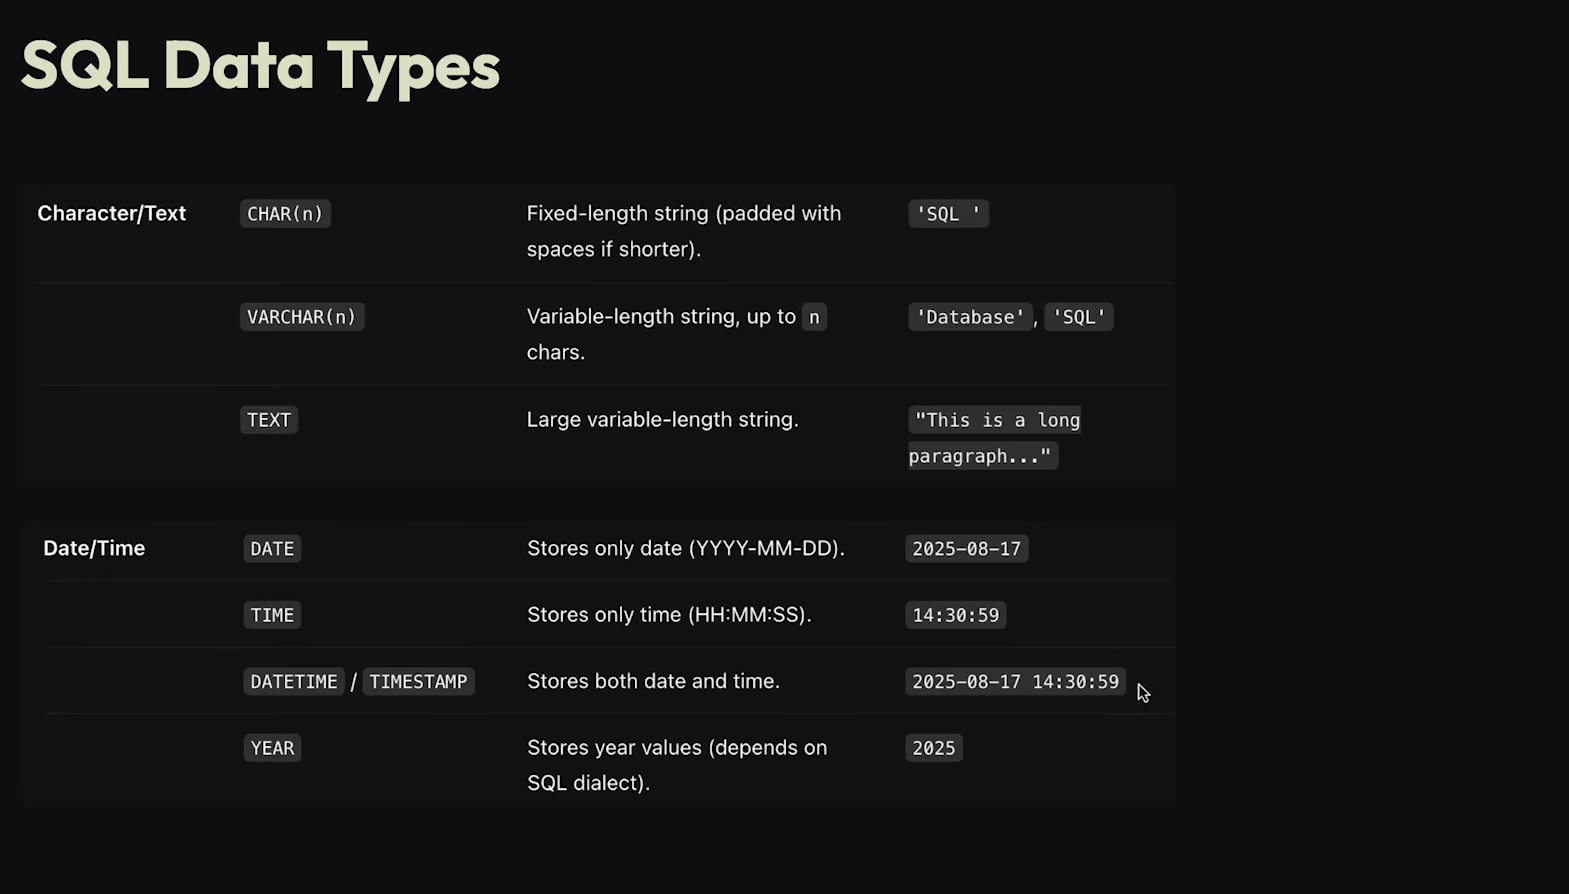 SQL Data Types
Character/Text CHAR(n) Fixed-length string (padded with 'SQL '
spaces if shorter).
VARCHAR(n) Variable-length string, up to n 'Database', 'SQL'
chars.
TEXT Large variable-length string. "This is a long
paragraph..."
Date/Time DATE Stores only date (YYYY-MM-DD). 2025-08-17
TIME Stores only time (HH:MM:SS). 14:30:59
DATETIME / TIMESTAMP Stores both date and time. 2025-08-17 14:30:59
YEAR Stores year values (depends on 2025
SQL dialect).